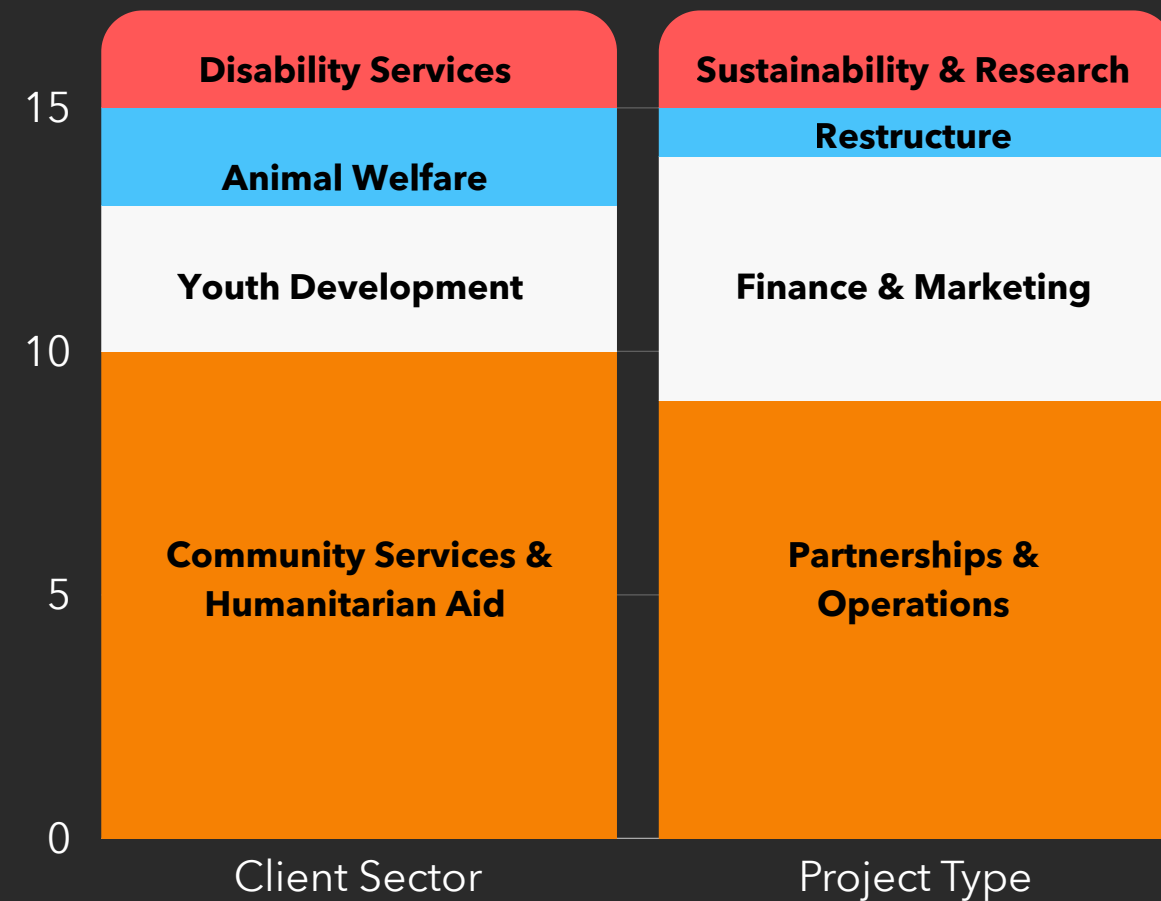 Disability Services
Sustainability & Research
15
Restructure
Animal Welfare
Youth Development
Finance & Marketing
10
Community Services &
Humanitarian Aid
Partnerships &
Operations
5
0
Client Sector
Project Type